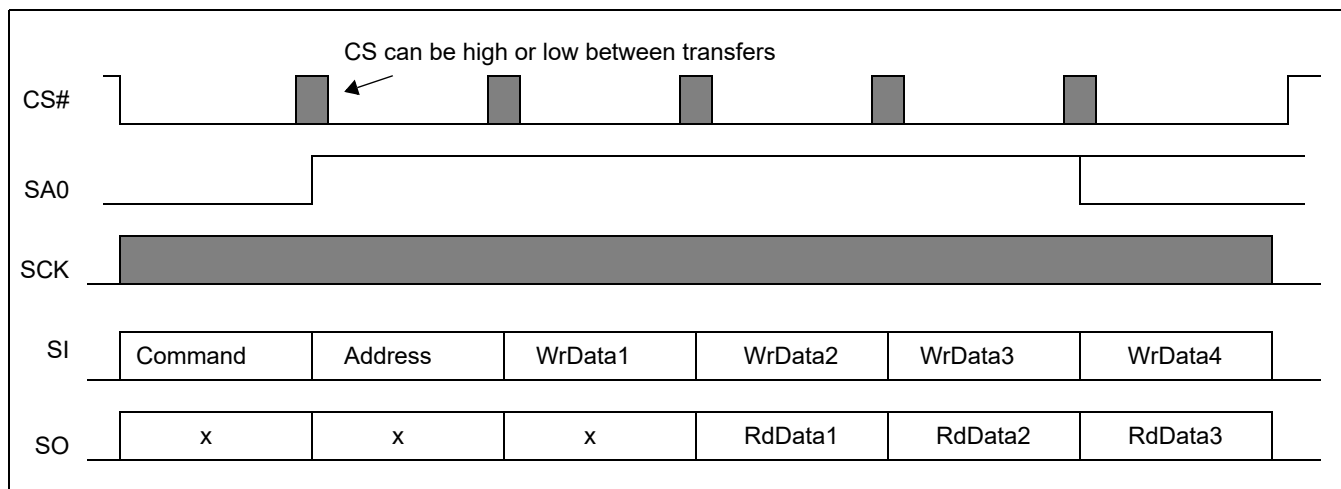 CS can be high or low between transfers
CS#
SA0
SCK
SI Command Address WrData1 WrData2 WrData3 WrData4
SO x x x RdData1 RdData2 RdData3